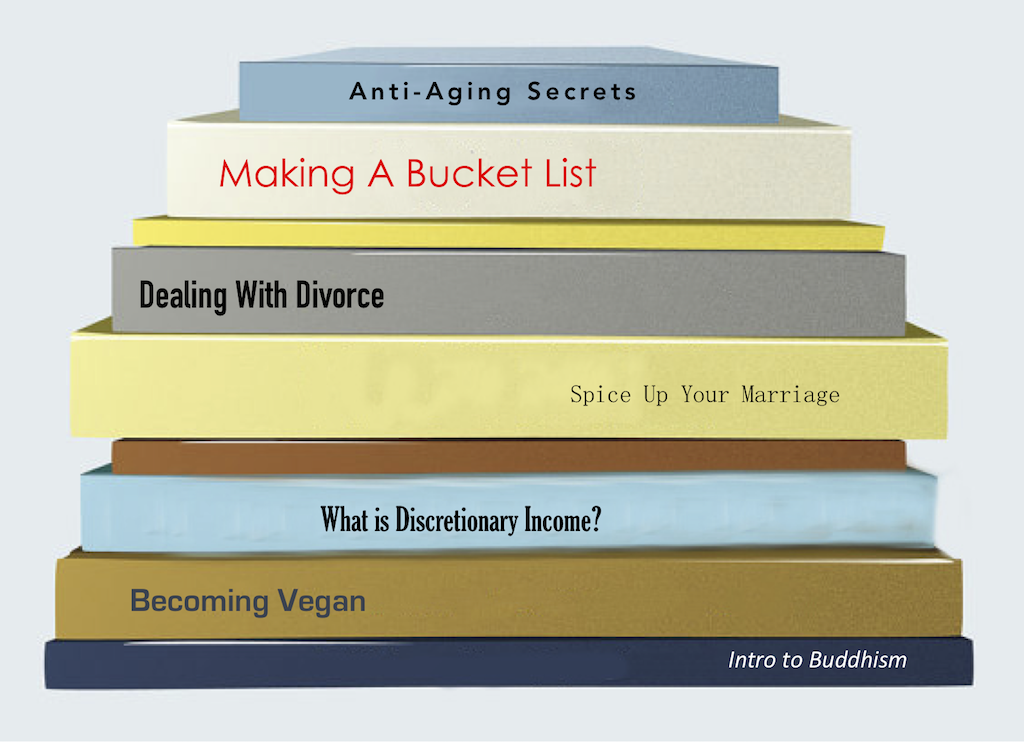 Anti-Aging Secrets
Making A Bucket List
Dealing With Divorce
Spice Up Your Marriage
What is Discretionary Income?
Becoming Vegan
Intro to Buddhism